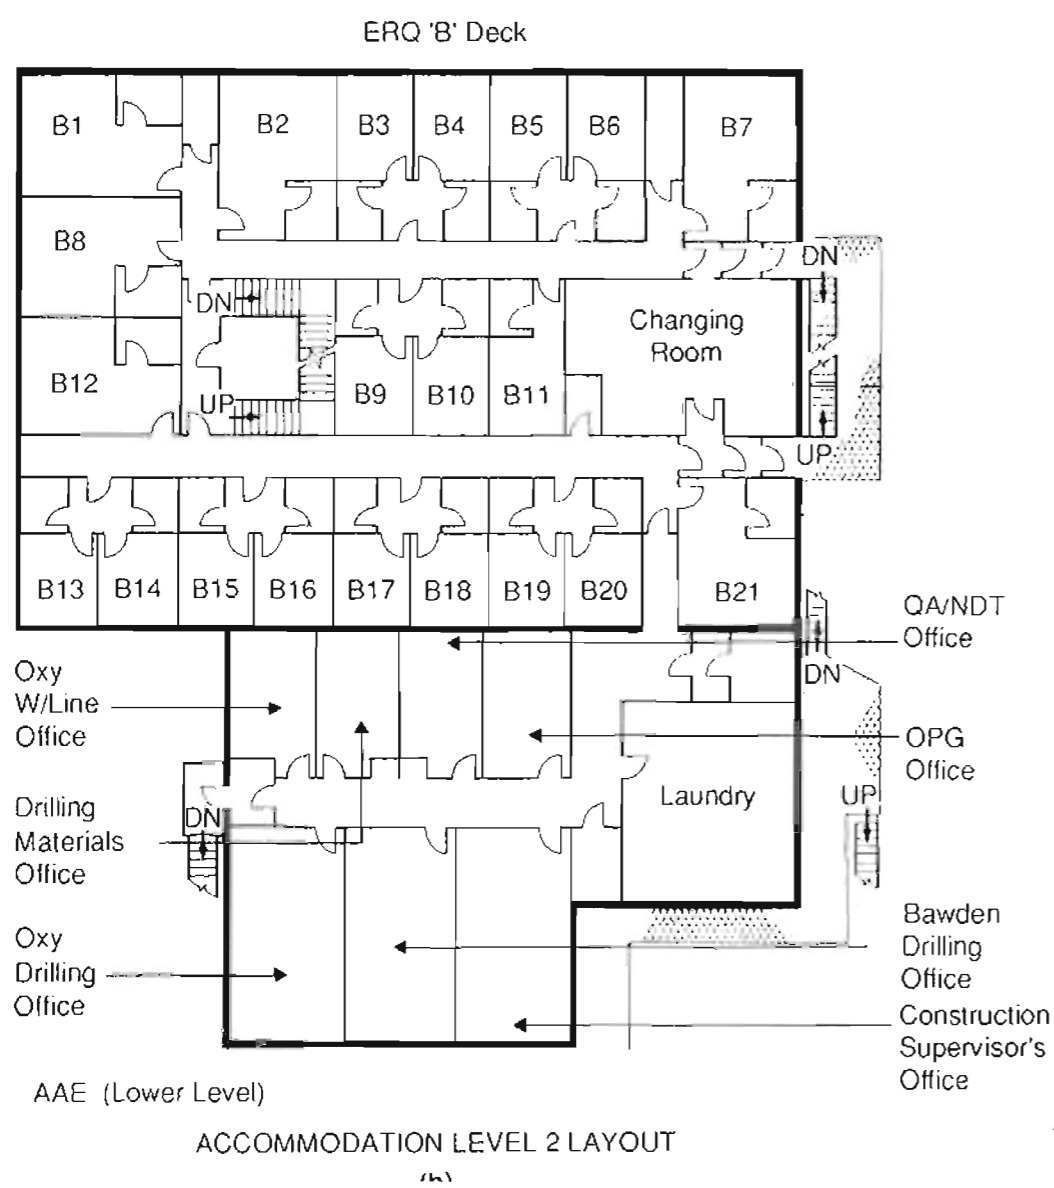 ERQ 'B' Deck
B1
B2
B3
B4
B5
B6
B7
B8
DN
DN
Changing
Room
B12
UP
B9
B10
B11
UP
B13
B14
B15
B16
B17
B18
B19
B20
B21
QA/NDT
Office
DN
Oxy
W/Line
Office
OPG
Office
Laundry
UP
Drilling
Materials
Office
DN
Bawden
Drilling
Office
Oxy
Drilling
Office
Construction
Supervisor's
Office
AAE (Lower Level)
ACCOMMODATION LEVEL 2 LAYOUT